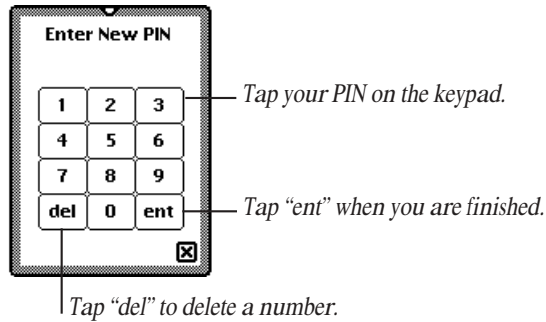 Enter New PIN
1 2 3
Tap your PIN on the keypad.
4 5 6
7 8 9
del 0 ent
Tap “ent” when you are finished.
Tap “del” to delete a number.